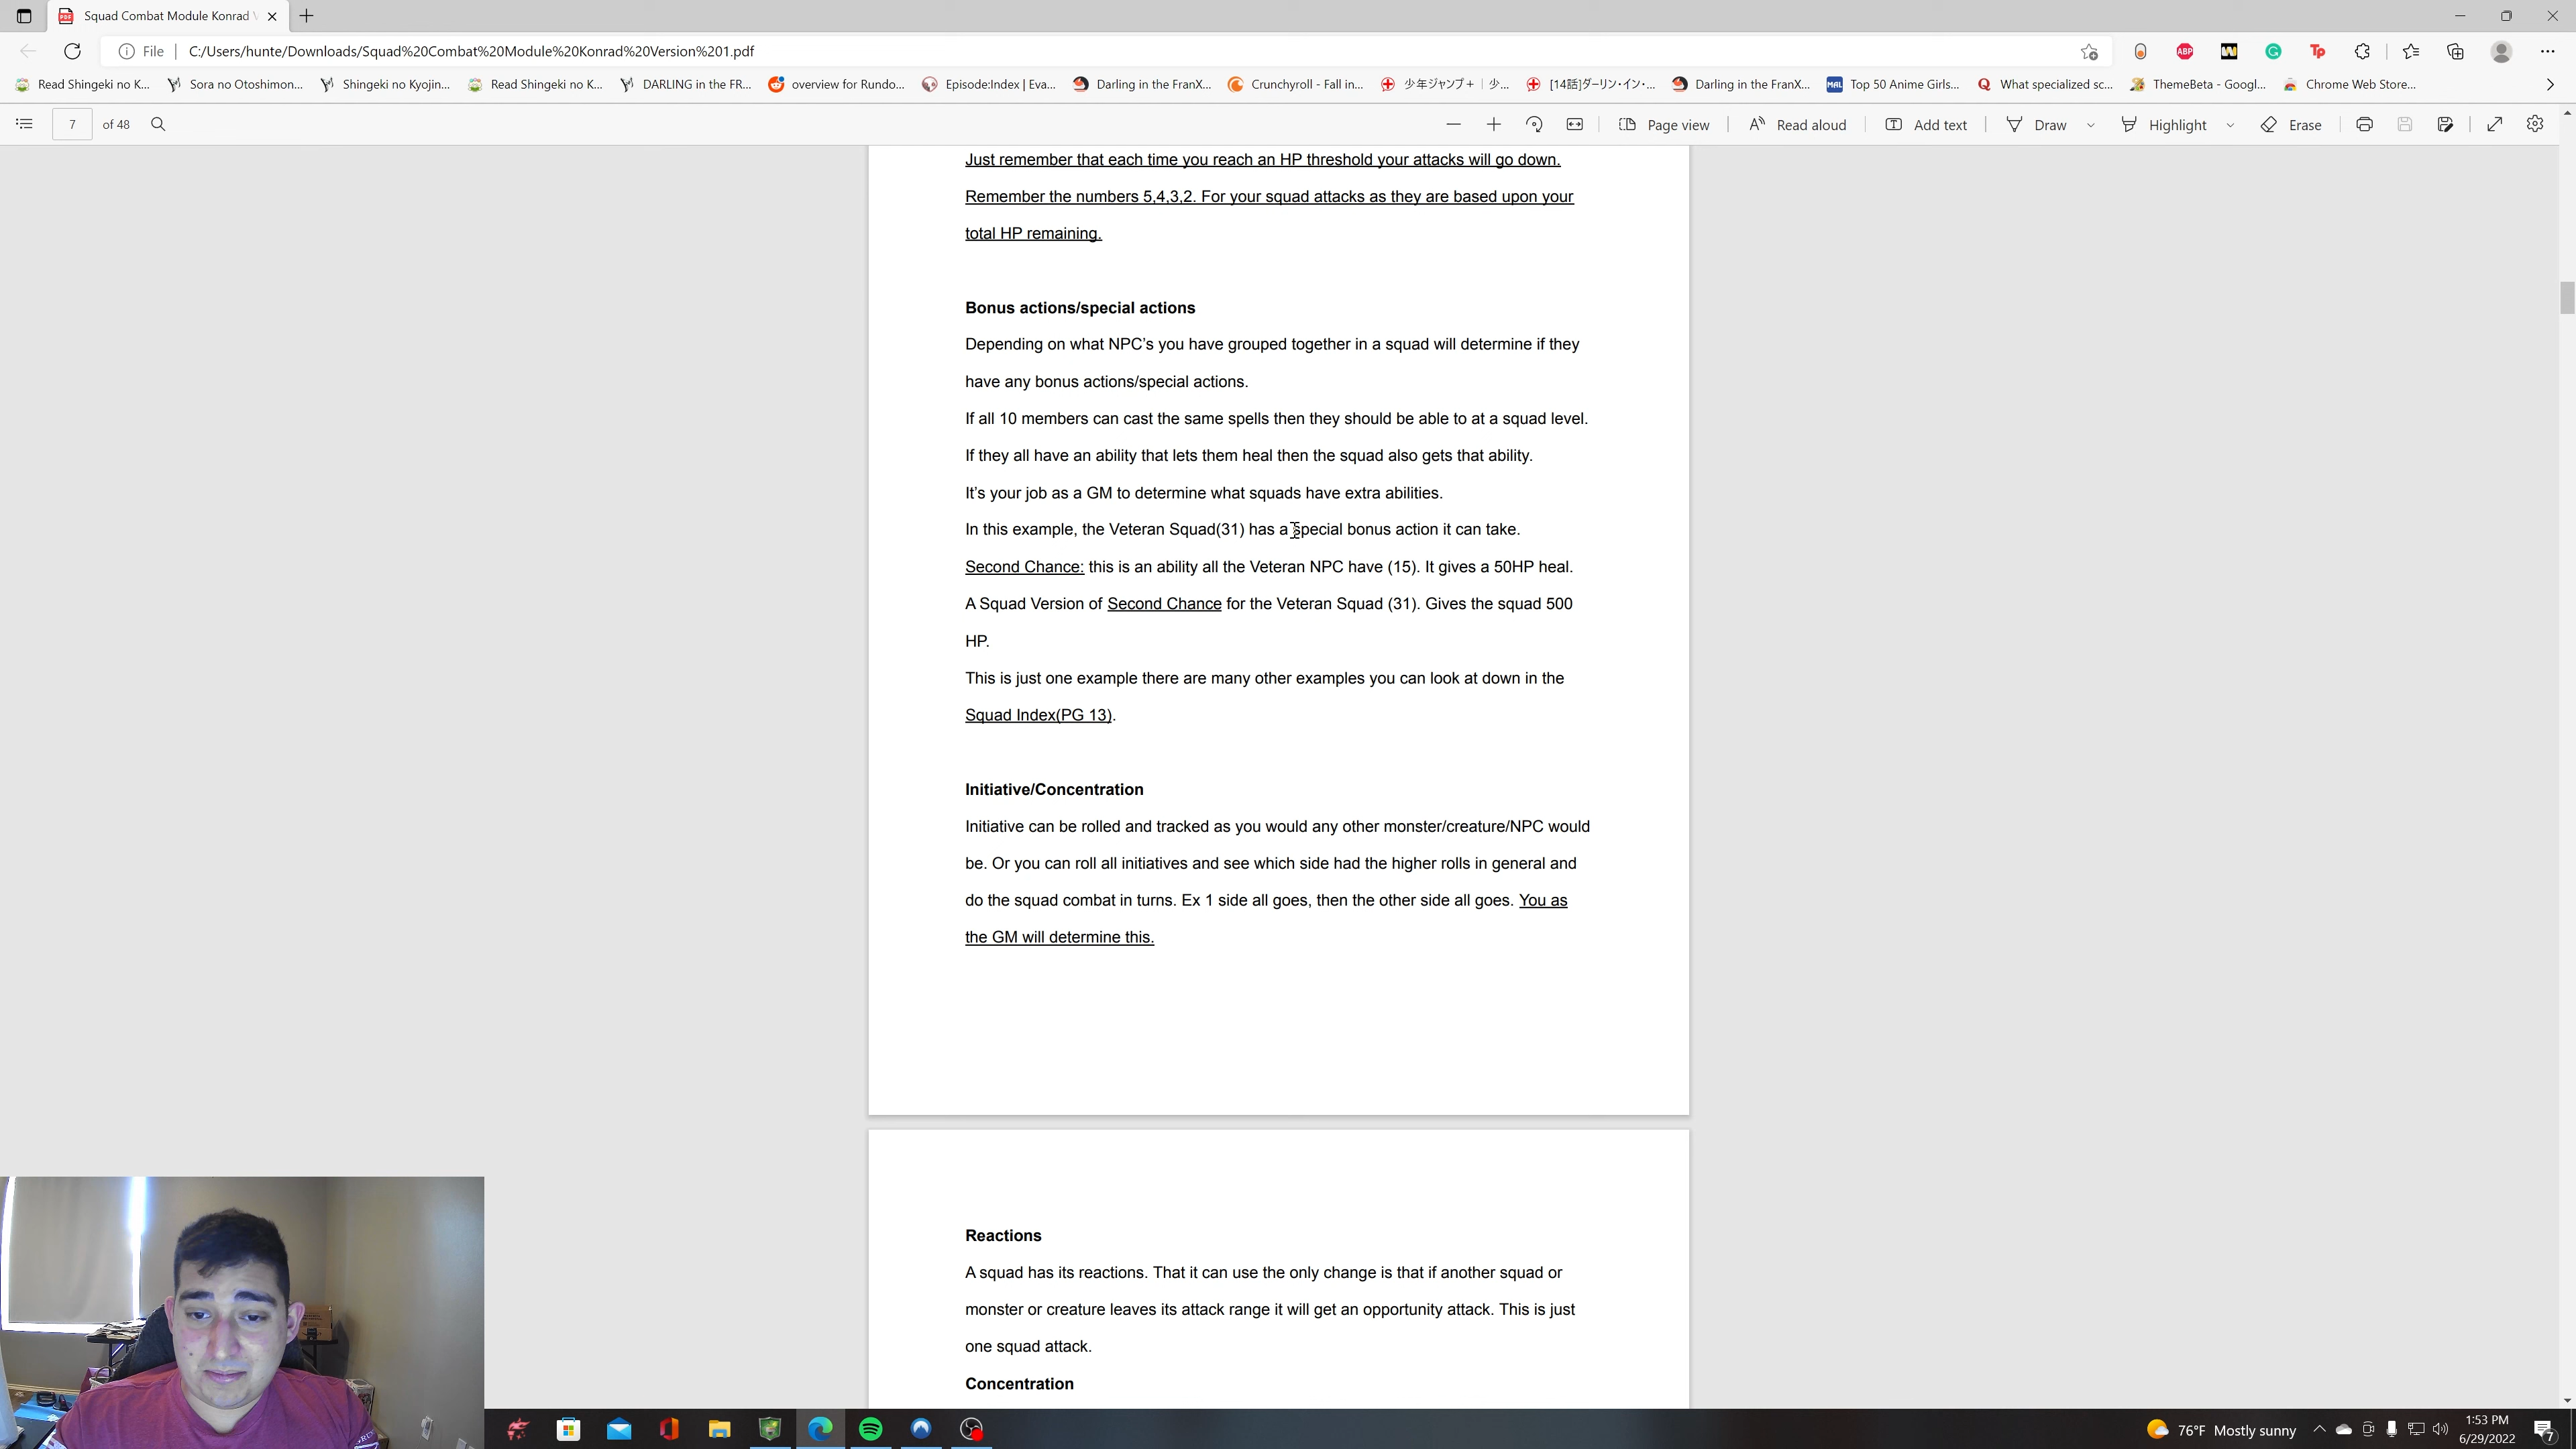 Squad Combat Module Konrad V
File
C:/Users/hunte/Downloads/Squad%20Combat%20Module%20Konrad%20Version%201.pdf
Read Shingeki no K...
Sora no Otoshimon...
Shingeki no Kyojin...
Read Shingeki no K...
DARLING in the FR...
overview for Rundo...
Episode:Index | Eva...
Darling in the FranX...
Crunchyroll - Fall in...
少年ジャンプ＋ | 少...
[14話]ダーリン・イン・...
Darling in the FranX...
Top 50 Anime Girls...
What specialized sc...
ThemeBeta - Googl...
Chrome Web Store...
7 of 48
Page view
Read aloud
Add text
Draw
Highlight
Erase
Just remember that each time you reach an HP threshold your attacks will go down.
Remember the numbers 5,4,3,2. For your squad attacks as they are based upon your
total HP remaining.
Bonus actions/special actions
Depending on what NPC's you have grouped together in a squad will determine if they
have any bonus actions/special actions.
If all 10 members can cast the same spells then they should be able to at a squad level.
If they all have an ability that lets them heal then the squad also gets that ability.
It's your job as a GM to determine what squads have extra abilities.
In this example, the Veteran Squad(31) has a special bonus action it can take.
Second Chance: this is an ability all the Veteran NPC have (15). It gives a 50HP heal.
A Squad Version of Second Chance for the Veteran Squad (31). Gives the squad 500
HP.
This is just one example there are many other examples you can look at down in the
Squad Index(PG 13).
Initiative/Concentration
Initiative can be rolled and tracked as you would any other monster/creature/NPC would
be. Or you can roll all initiatives and see which side had the higher rolls in general and
do the squad combat in turns. Ex 1 side all goes, then the other side all goes. You as
the GM will determine this.
Reactions
A squad has its reactions. That it can use the only change is that if another squad or
monster or creature leaves its attack range it will get an opportunity attack. This is just
one squad attack.
Concentration
76°F Mostly sunny
1:53 PM
6/29/2022
7